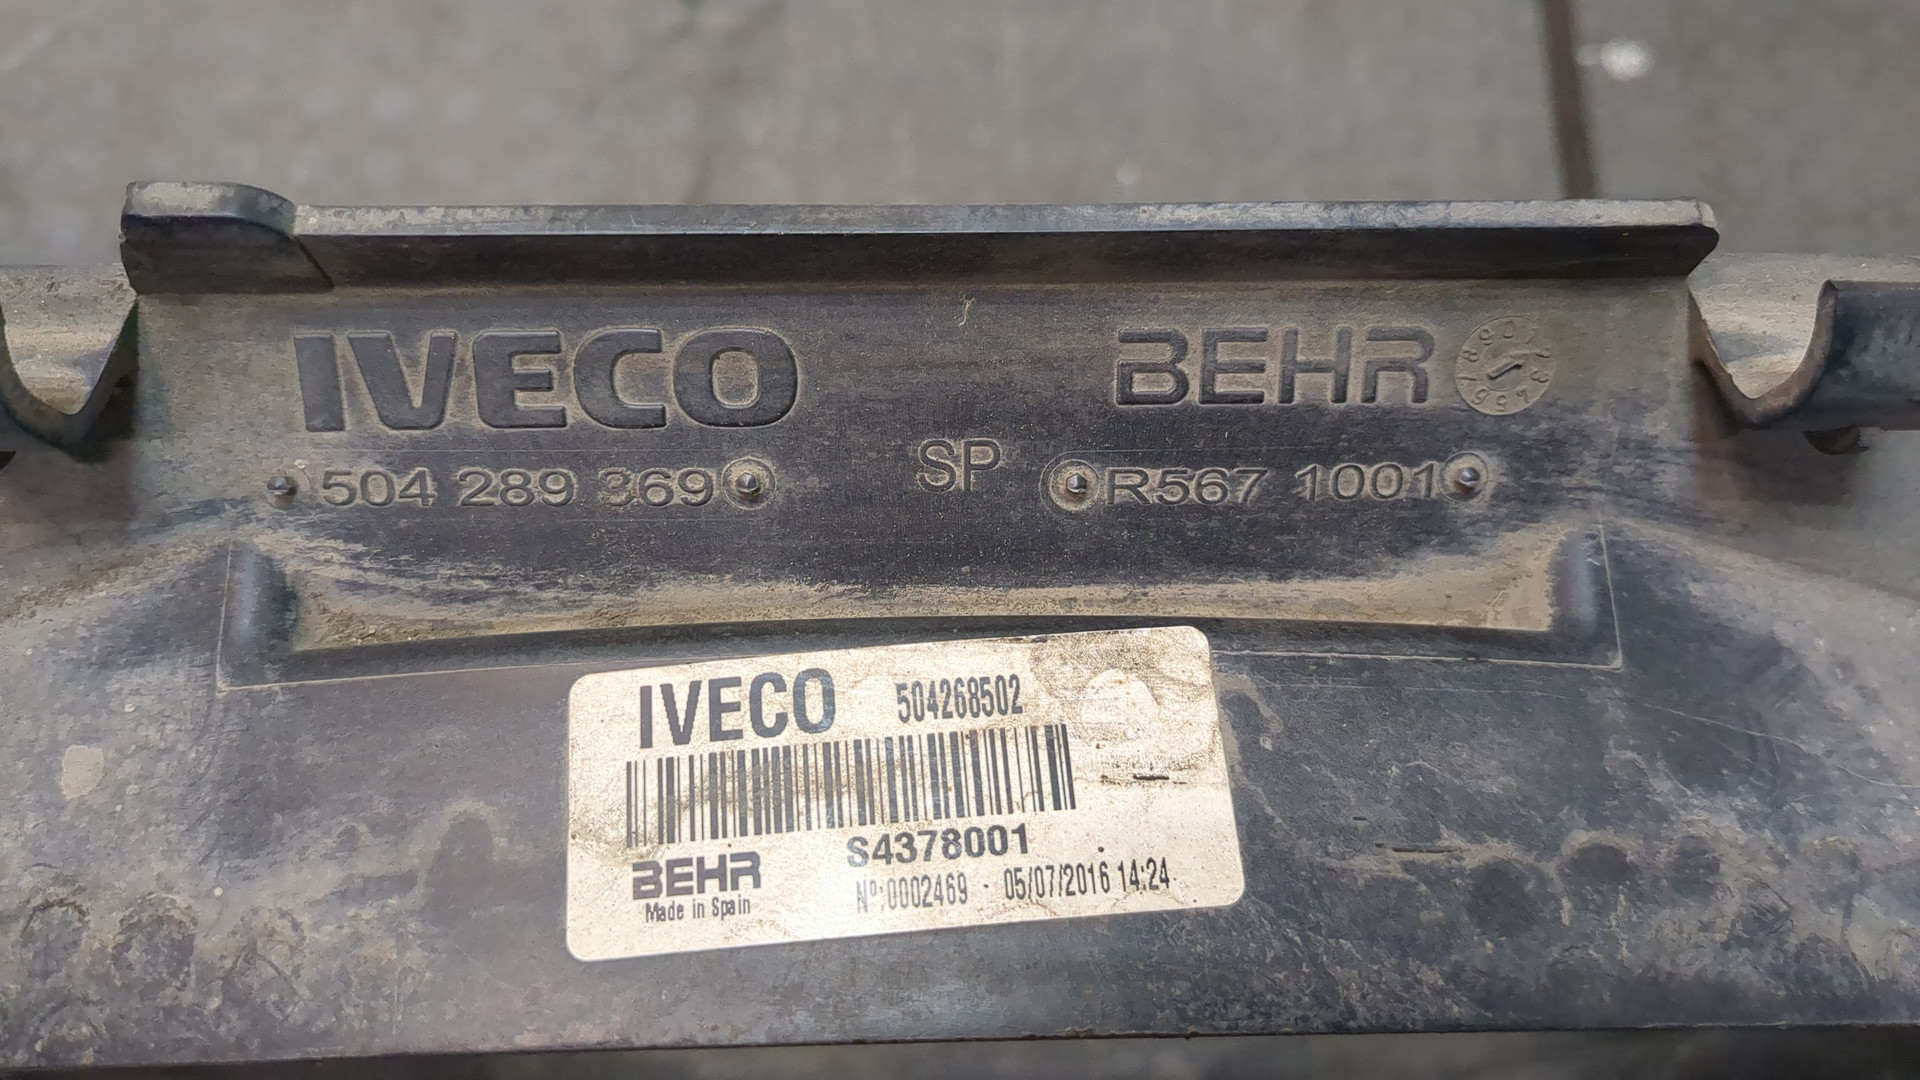 IVECO BEHR
504 289 369 SP R567 1001
IVECO 504268502
S4378001
BEHR
Made in Spain
Nº:0002469 - 05/07/2016 14:24